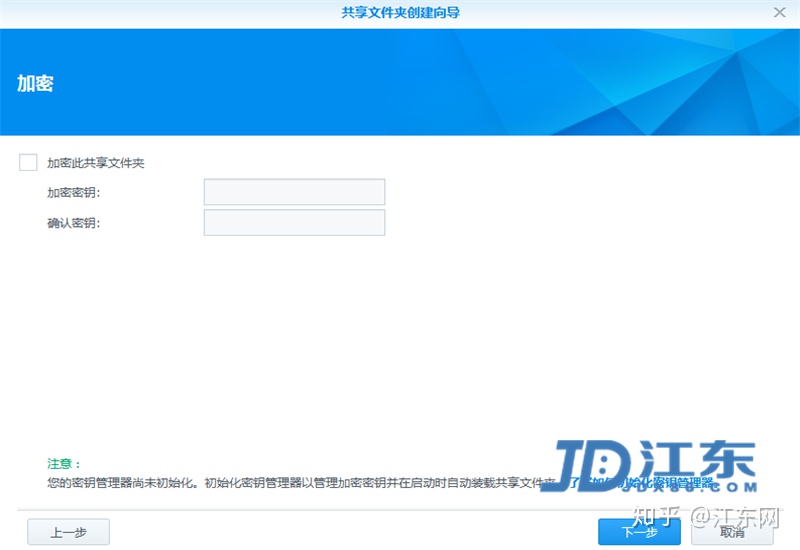 共享文件夹创建向导
加密
加密此共享文件夹
加密密钥:
确认密钥:
注意：
您的密钥管理器尚未初始化。初始化密钥管理器以管理加密密钥并在启动时自动装载共享文件夹。了解如何初始化密钥管理器。
JD江东
JDX86.COM
知乎 @江东网
上一步 下一步 取消